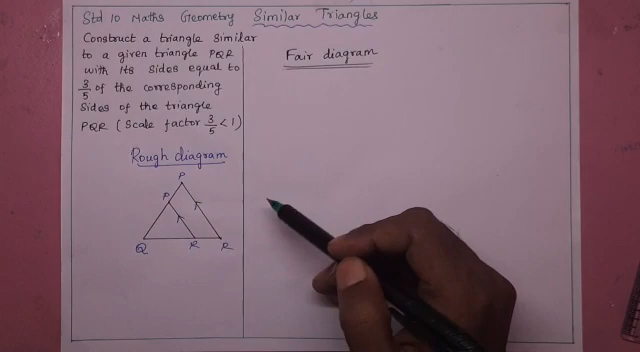 Std 10 Maths Geometry Similar Triangles
Construct a triangle similar
to a given triangle PQR
with its sides equal to
3/5 of the corresponding
sides of the triangle
PQR (Scale factor 3/5 < 1)
Fair diagram
Rough diagram
P
P
Q R R